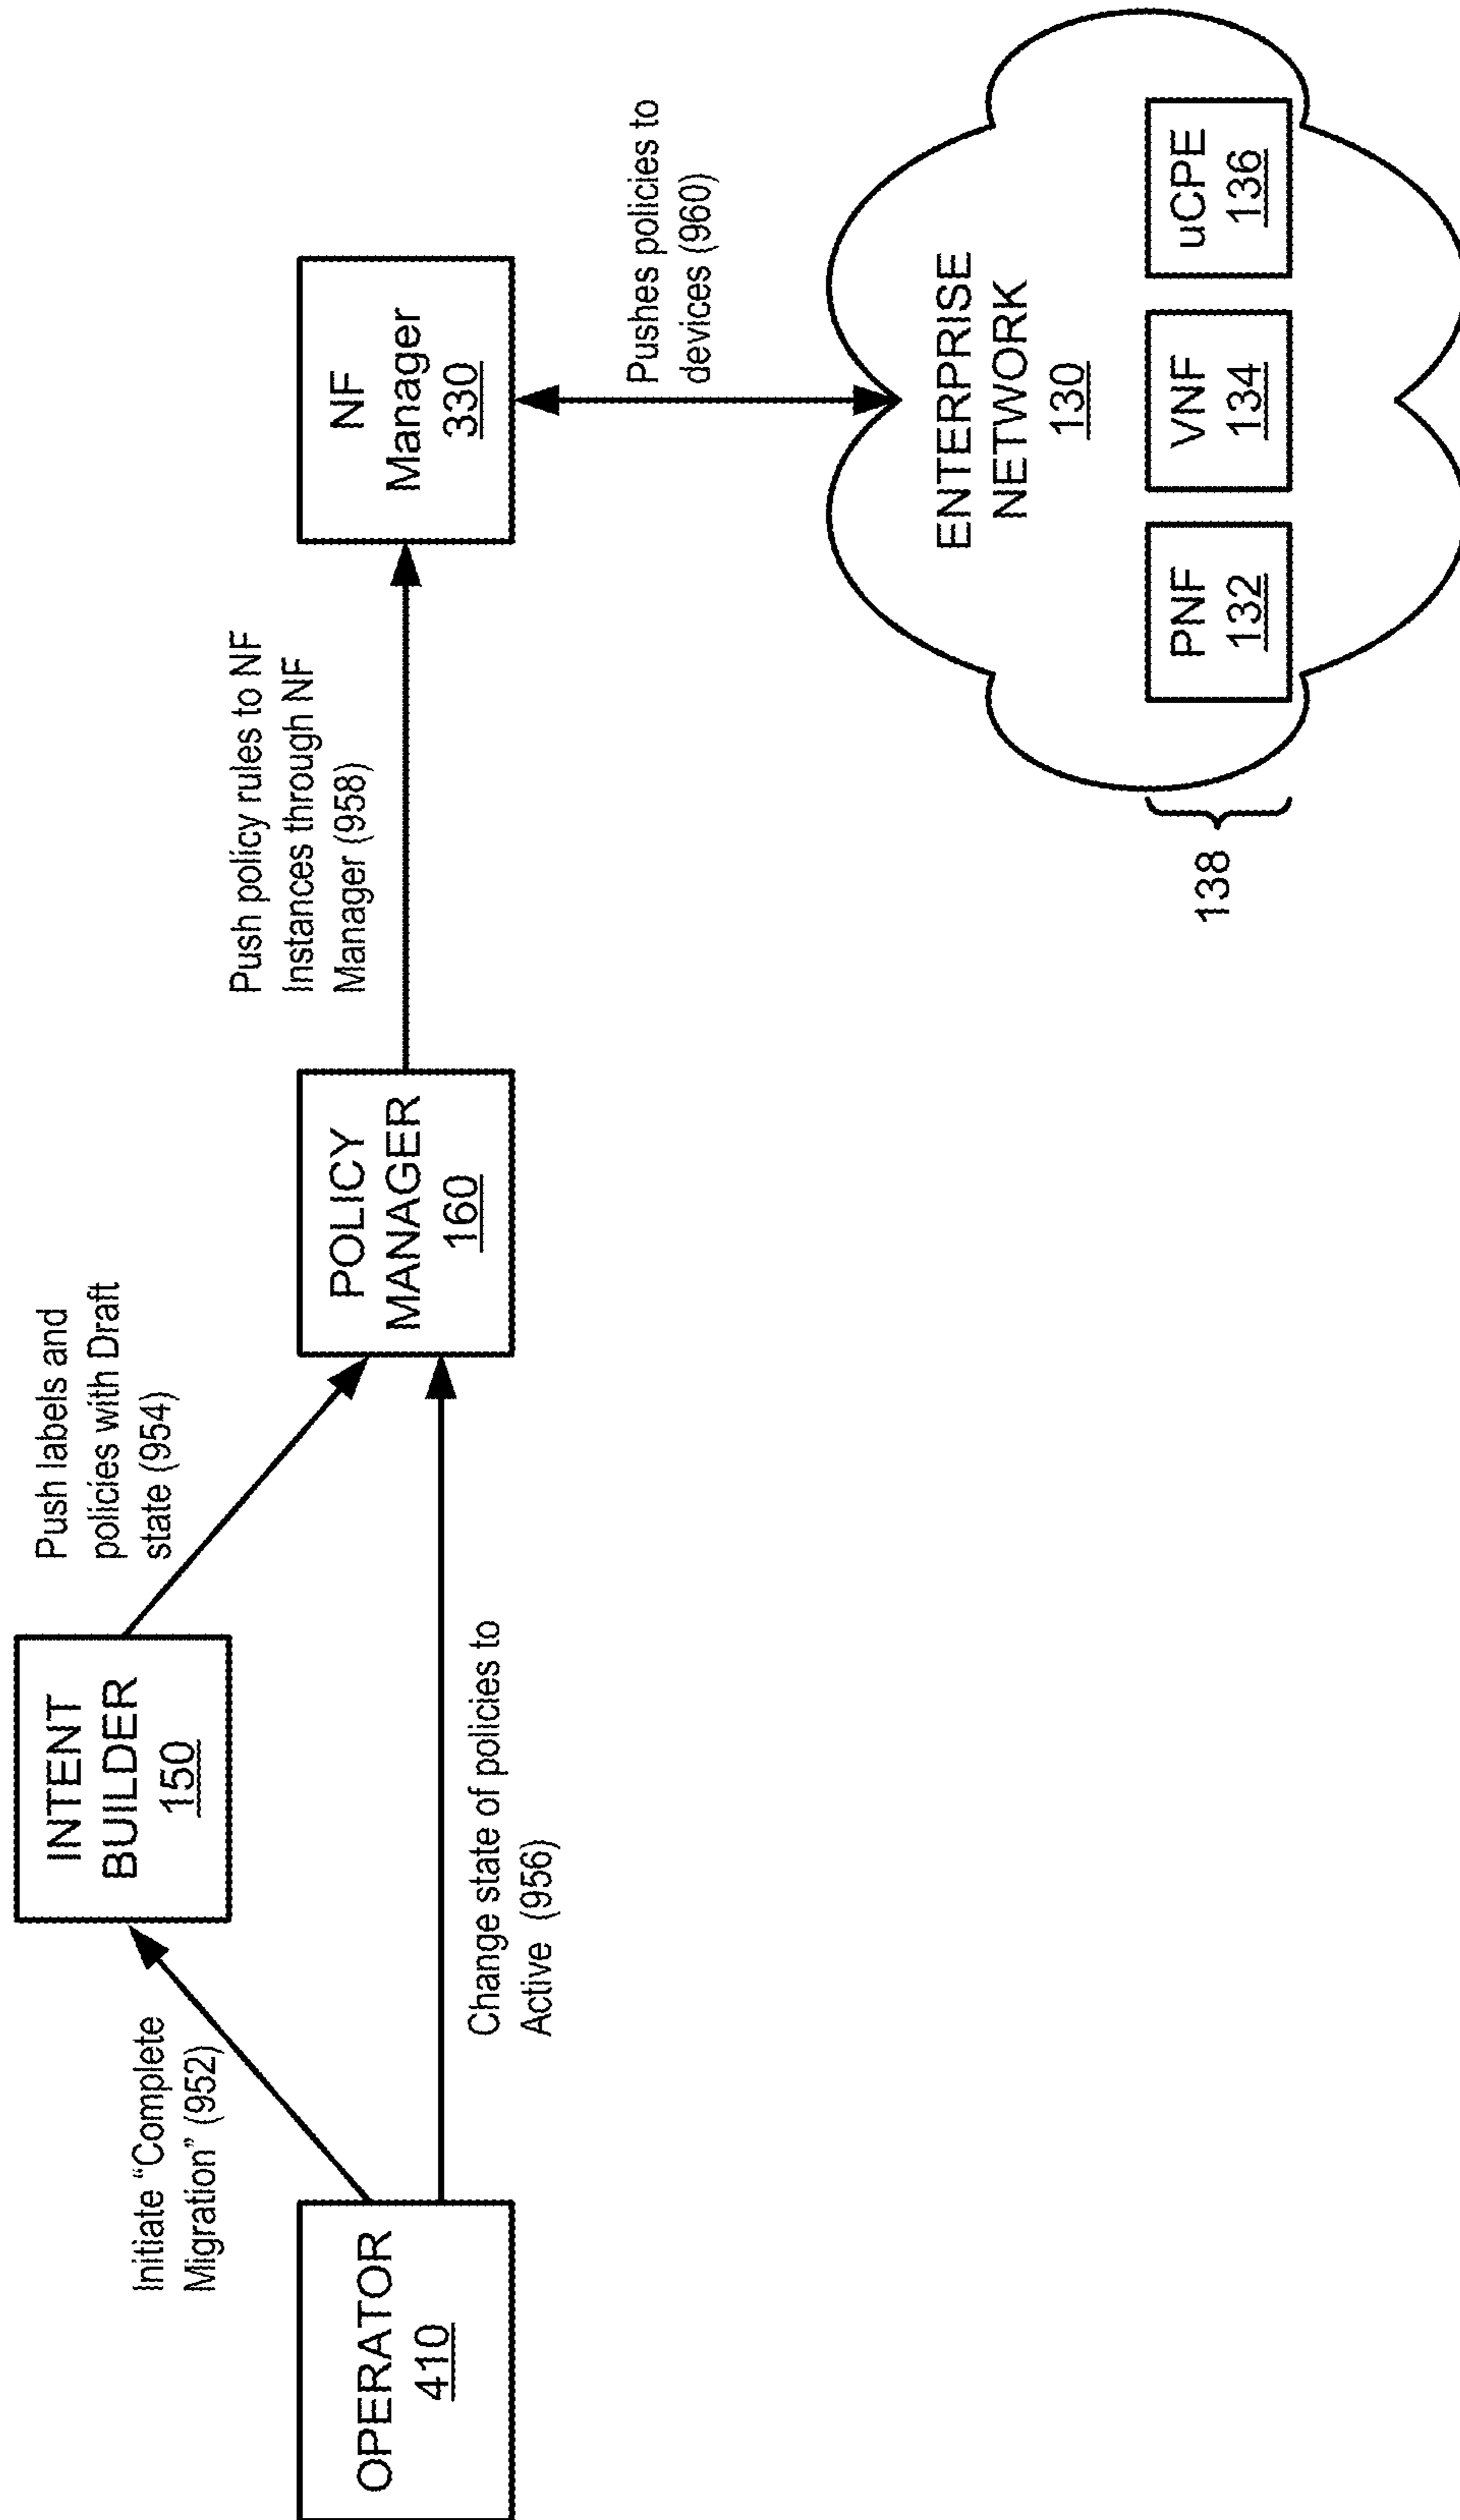 OPERATOR
410
Initiate “Complete
Migration” (952)
INTENT
BUILDER
150
Push labels and
policies with Draft
state (954)
Change state of policies to
Active (956)
POLICY
MANAGER
160
Push policy rules to NF
Instances through NF
Manager (958)
NF
Manager
330
Pushes policies to
devices (960)
ENTERPRISE
NETWORK
130
PNF
132
VNF
134
uCPE
136
138